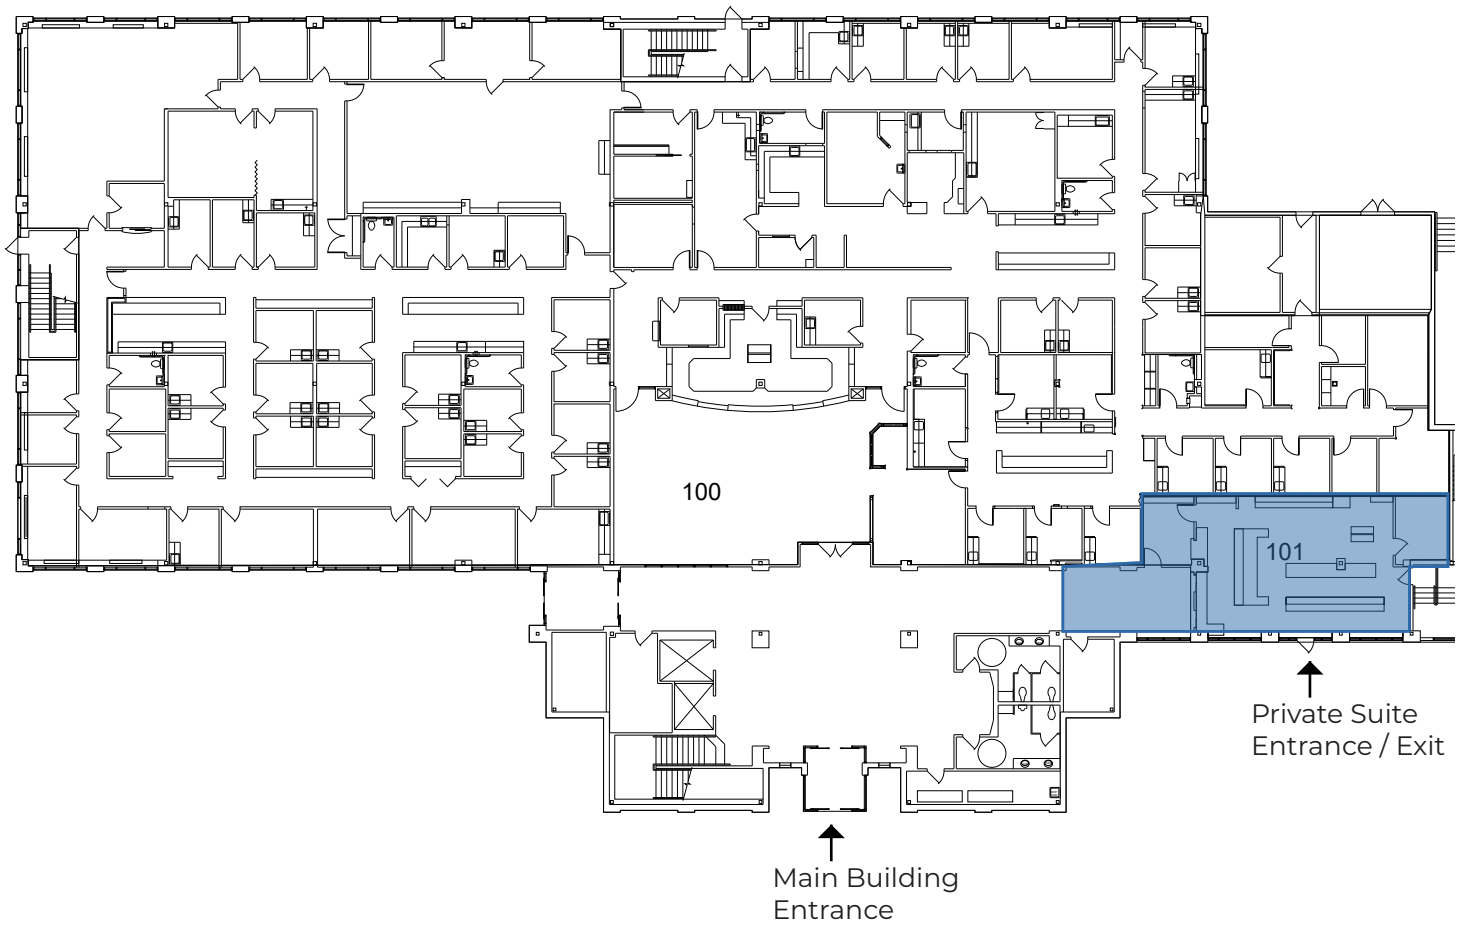 100
101
Private Suite
Entrance / Exit
Main Building
Entrance